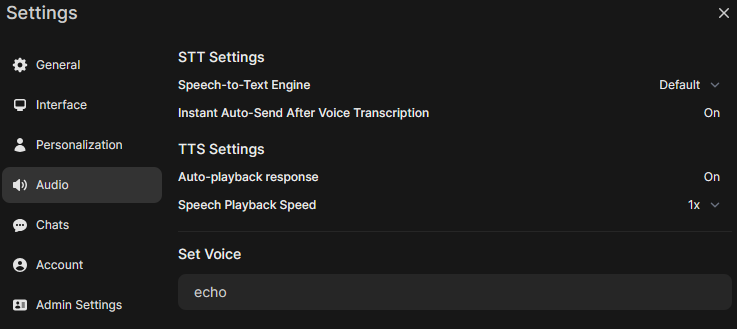 Settings
General
Interface
Personalization
Audio
Chats
Account
Admin Settings
STT Settings
Speech-to-Text Engine Default
Instant Auto-Send After Voice Transcription On
TTS Settings
Auto-playback response On
Speech Playback Speed 1x
Set Voice
echo